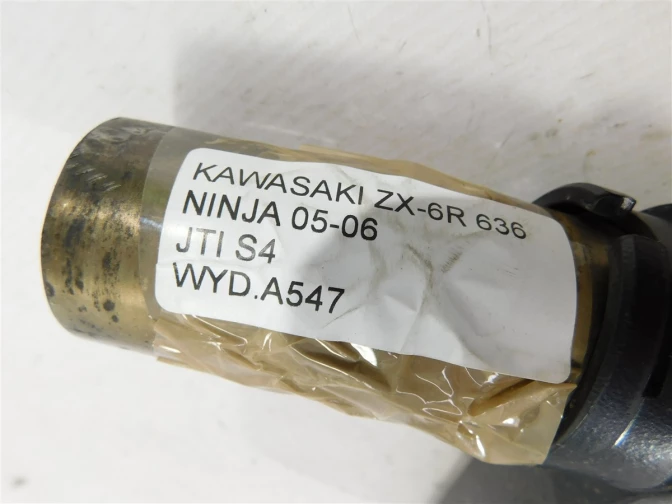 KAWASAKI ZX-6R 636
NINJA 05-06
JTI S4
WYD.A547